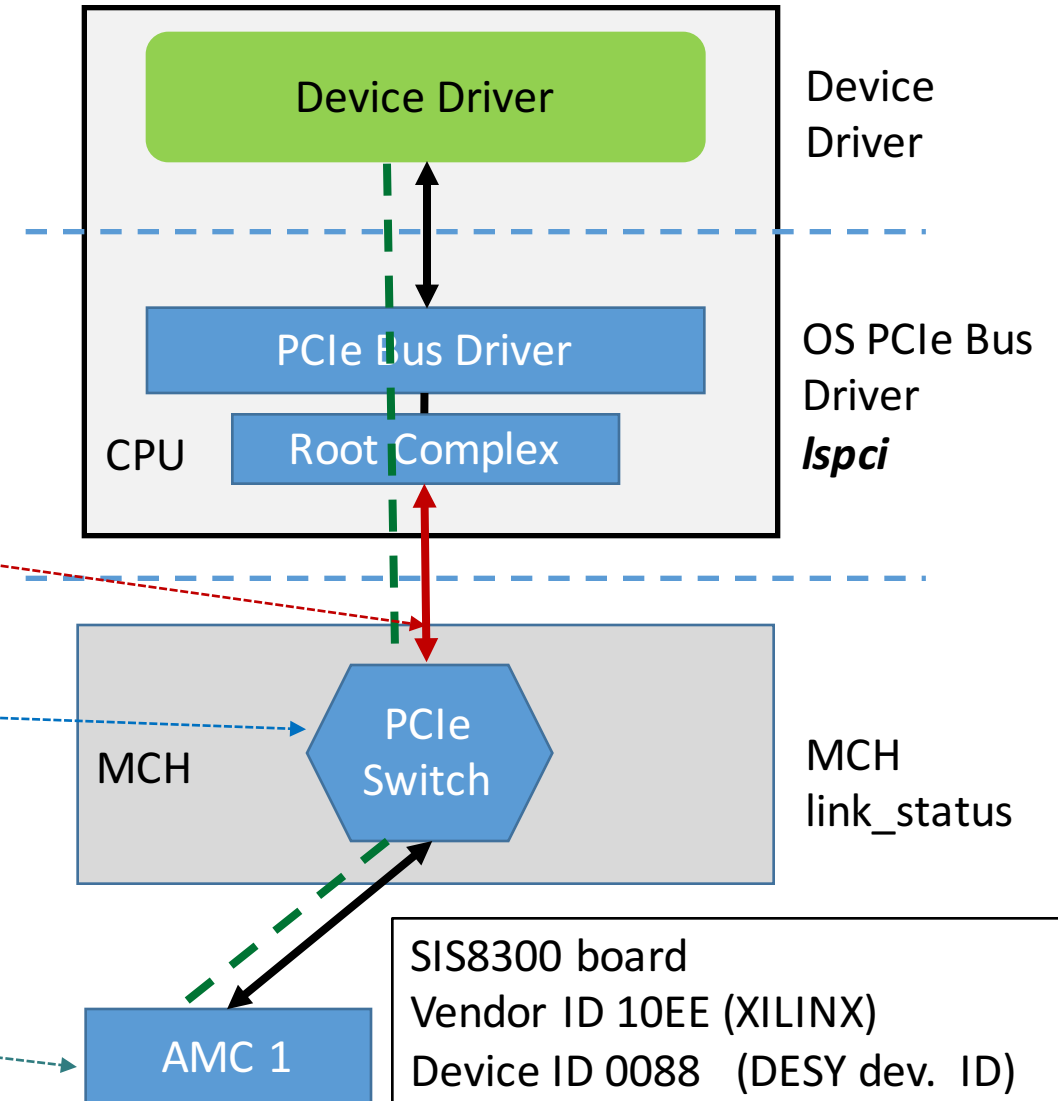 Device Driver
Device
Driver
PCIe Bus Driver
OS PCIe Bus
Driver
lspci
CPU
Root Complex
PCIe
Switch
MCH
MCH
link_status
SIS8300 board
Vendor ID 10EE (XILINX)
Device ID 0088 (DESY dev. ID)
AMC 1